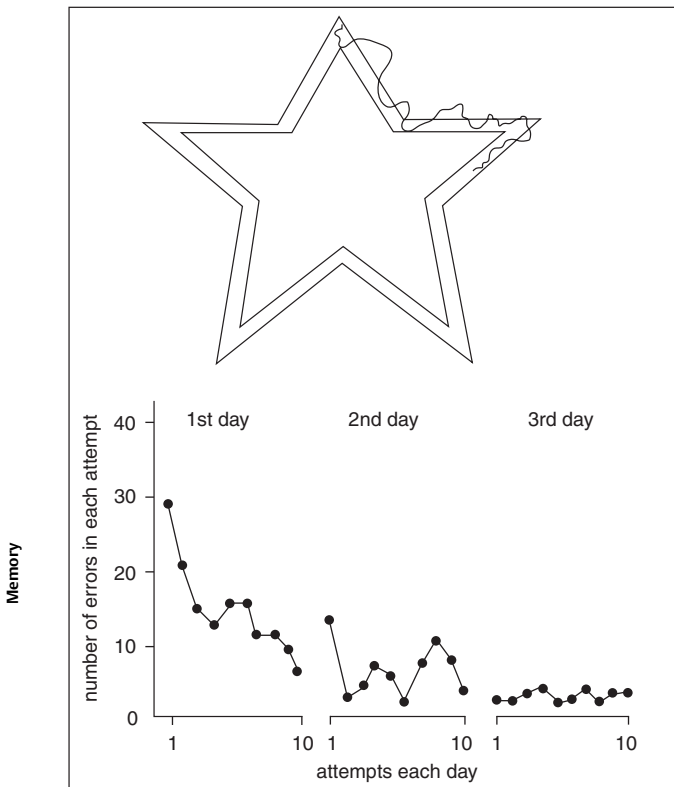 Memory
1st day 2nd day 3rd day
number of errors in each attempt
40
30
20
10
0
1 10 1 10 1 10
attempts each day